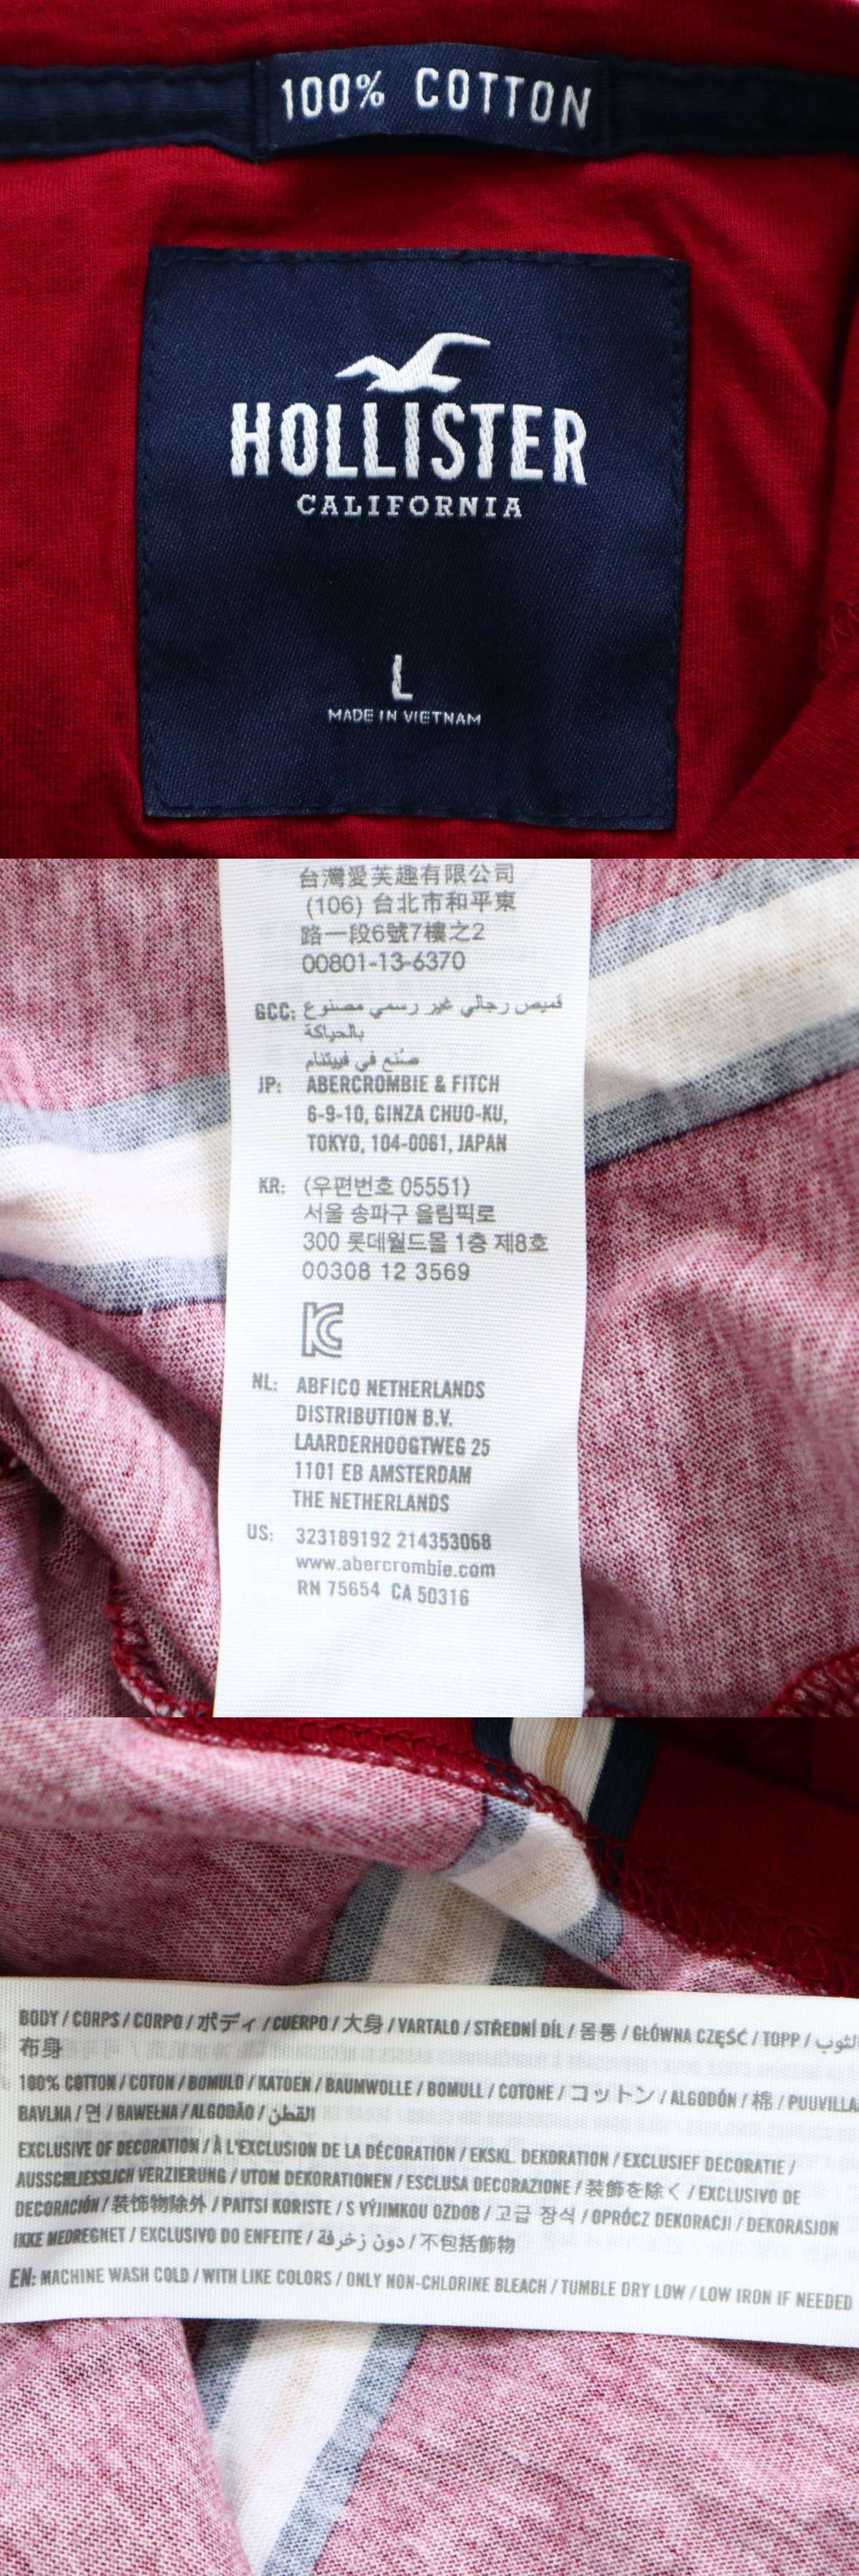 100% COTTON
HOLLISTER
CALIFORNIA
L
MADE IN VIETNAM
台灣愛芙趣有限公司
(106) 台北市和平東
路一段6號7樓之2
00801-13-6370
GCC: قميص رجالي غير رسمي مصنوع
بالحياكة
صُنع في فييتنام
JP: ABERCROMBIE & FITCH
6-9-10, GINZA CHUO-KU,
TOKYO, 104-0061, JAPAN
KR: (우편번호 05551)
서울 송파구 올림픽로
300 롯데월드몰 1층 제8호
00308 12 3569
NL: ABFICO NETHERLANDS
DISTRIBUTION B.V.
LAARDERHOOGTWEG 25
1101 EB AMSTERDAM
THE NETHERLANDS
US: 323189192 214353068
www.abercrombie.com
RN 75654 CA 50316
BODY / CORPS / CORPO / ボディ / CUERPO / 大身 / VARTALO / STŘEDNÍ DÍL / 몸통 / GŁÓWNA CZĘŚĆ / TOPP / الثوب
布身
100% COTTON / COTON / BOMULD / KATOEN / BAUMWOLLE / BOMULL / COTONE / コットン / ALGODÓN / 棉 / PUUVILLA
BAVLNA / 면 / BAWEŁNA / ALGODÃO / القطن
EXCLUSIVE OF DECORATION / À L'EXCLUSION DE LA DÉCORATION / EKSKL. DEKORATION / EXCLUSIEF DECORATIE /
AUSSCHLIESSLICH VERZIERUNG / UTOM DEKORATIONEN / ESCLUSA DECORAZIONE / 装飾を除く / EXCLUSIVO DE
DECORACIÓN / 装饰物除外 / PAITSI KORISTE / S VÝJIMKOU OZDOB / 고급 장식 / OPRÓCZ DEKORACJI / DEKORASJON
IKKE MEDREGNET / EXCLUSIVO DO ENFEITE / دون زخرفة / 不包括飾物
EN: MACHINE WASH COLD / WITH LIKE COLORS / ONLY NON-CHLORINE BLEACH / TUMBLE DRY LOW / LOW IRON IF NEEDED